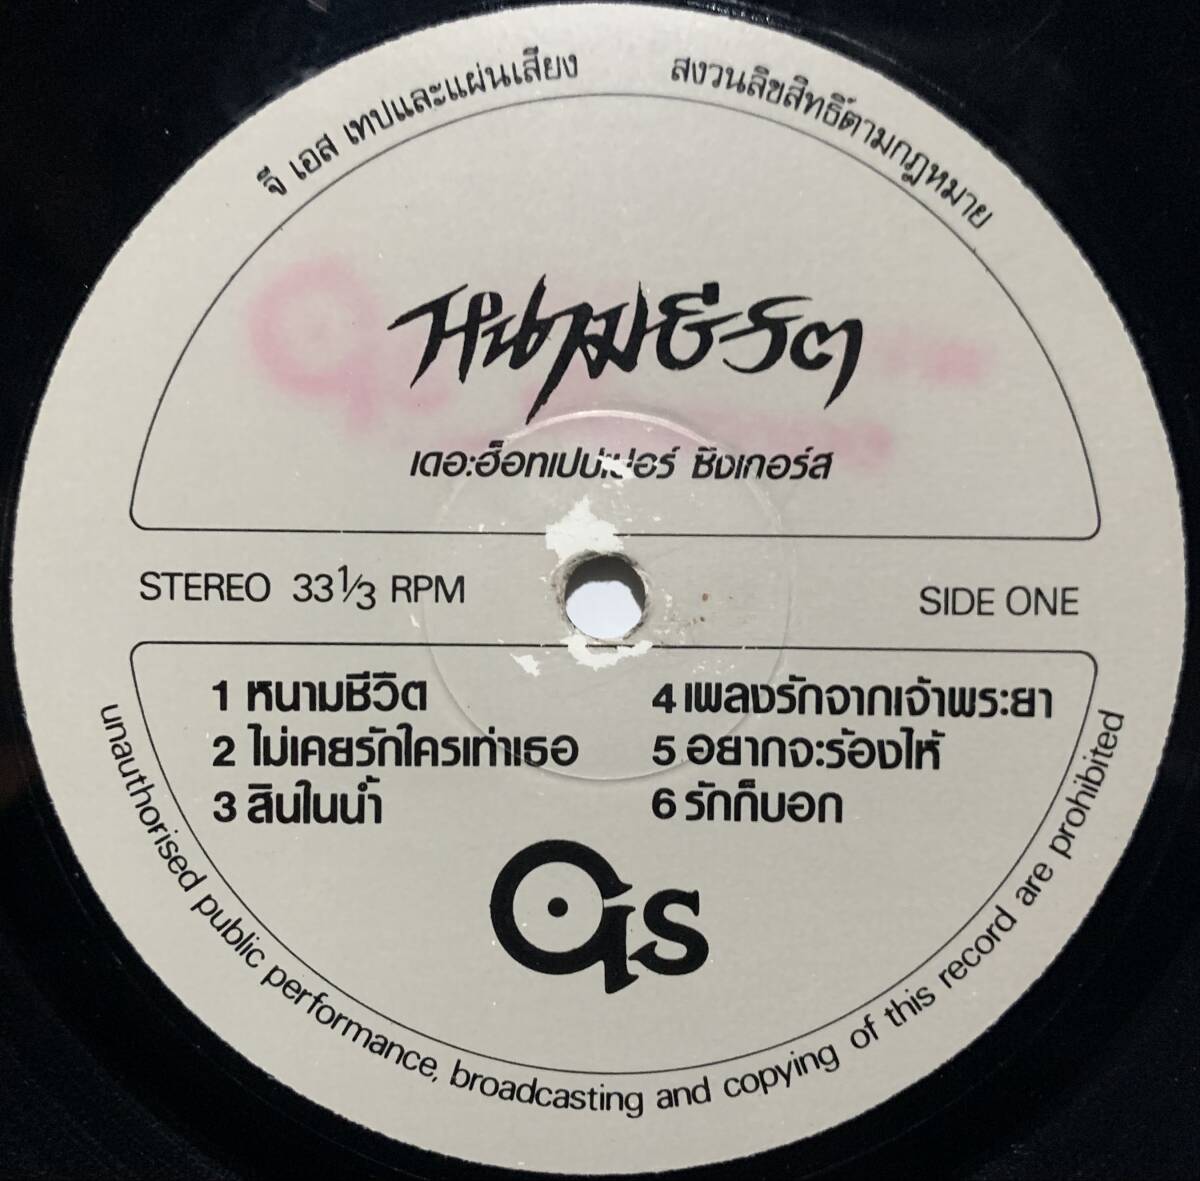 จี เอส เทปและแผ่นเสียง
สงวนลิขสิทธิ์ตามกฎหมาย
หนามชีวิต
เดอะฮ็อทเปปเปอร์ ซิงเกอร์ส
STEREO 33⅓ RPM
SIDE ONE
1 หนามชีวิต
2 ไม่เคยรักใครเท่าเธอ
3 สินในน้ำ
4 เพลงรักจากเจ้าพระยา
5 อยากจะร้องไห้
6 รักก็บอก
GS
unauthorised public performance, broadcasting and copying of this record are prohibited